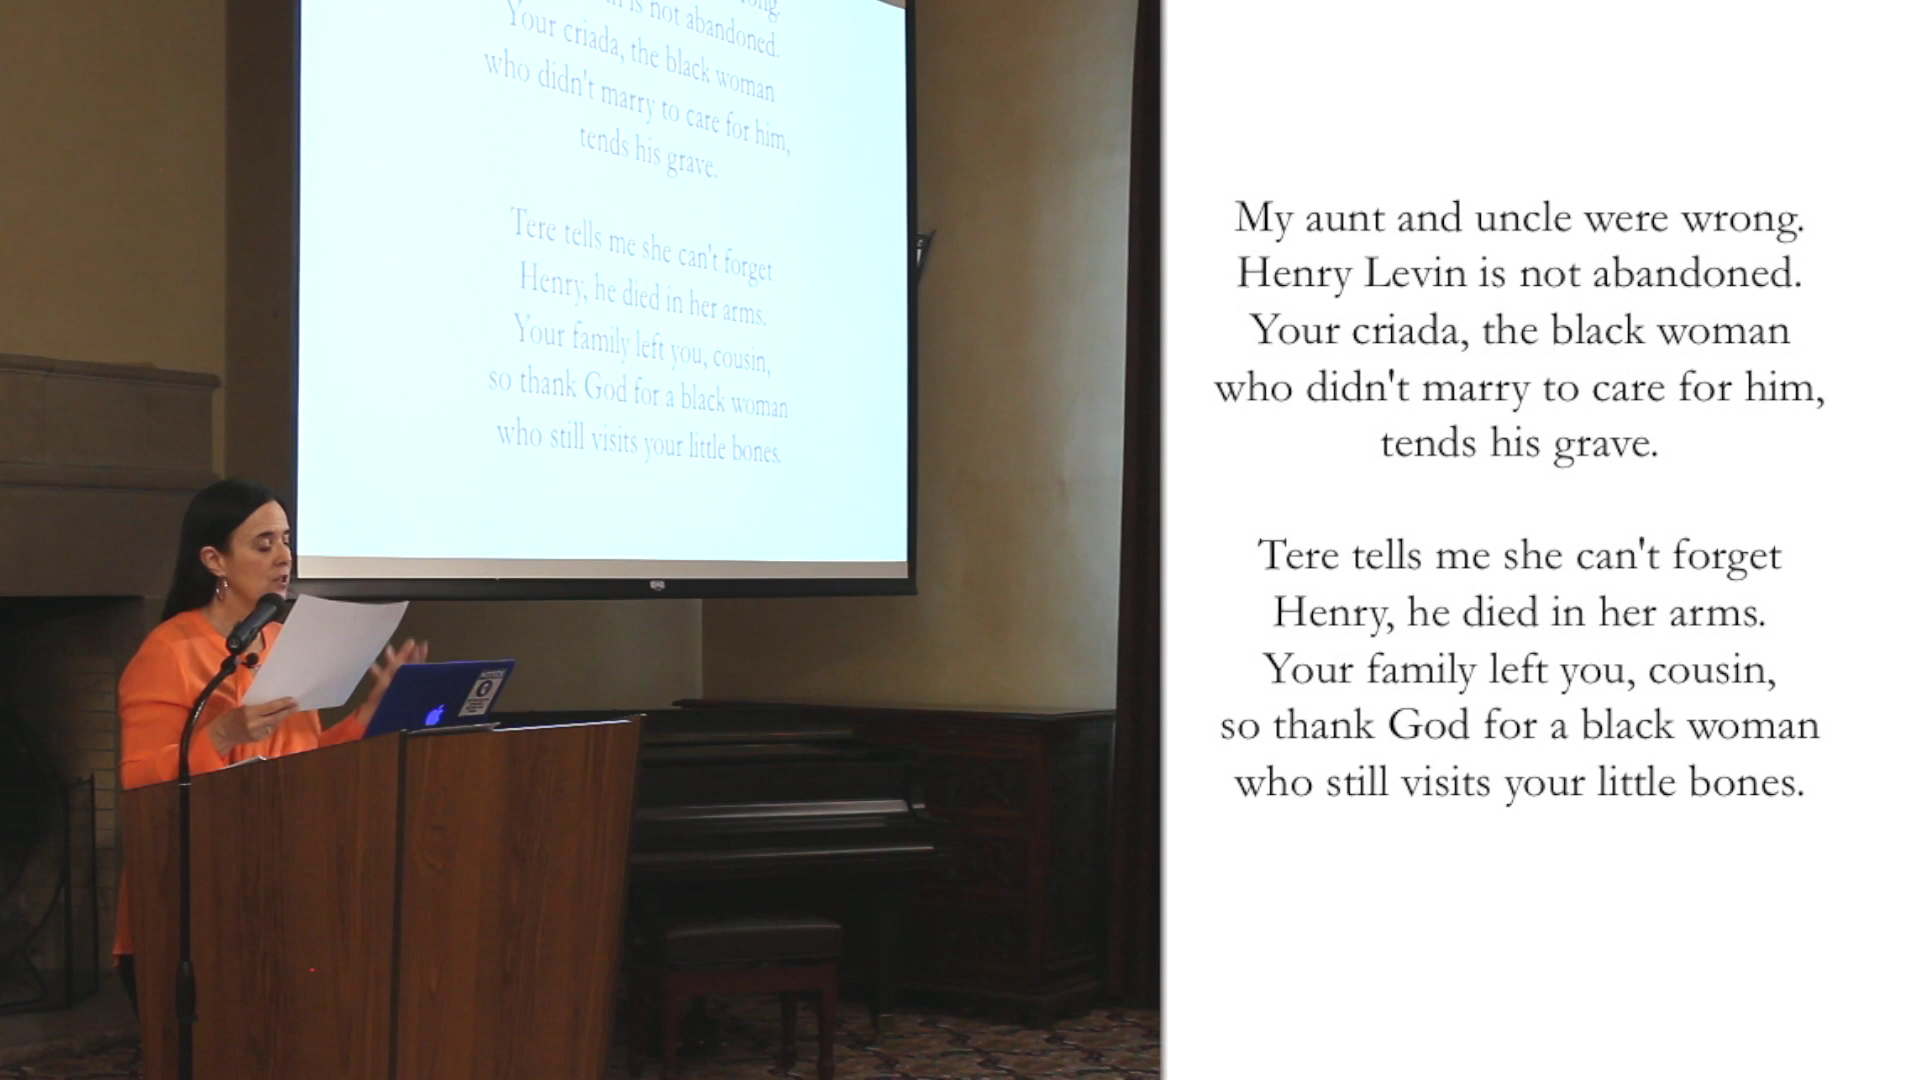 ong.
is not abandoned.
Your criada, the black woman
who didn't marry to care for him,
tends his grave.
Tere tells me she can't forget
Henry, he died in her arms.
Your family left you, cousin,
so thank God for a black woman
who still visits your little bones.
My aunt and uncle were wrong.
Henry Levin is not abandoned.
Your criada, the black woman
who didn't marry to care for him,
tends his grave.
Tere tells me she can't forget
Henry, he died in her arms.
Your family left you, cousin,
so thank God for a black woman
who still visits your little bones.